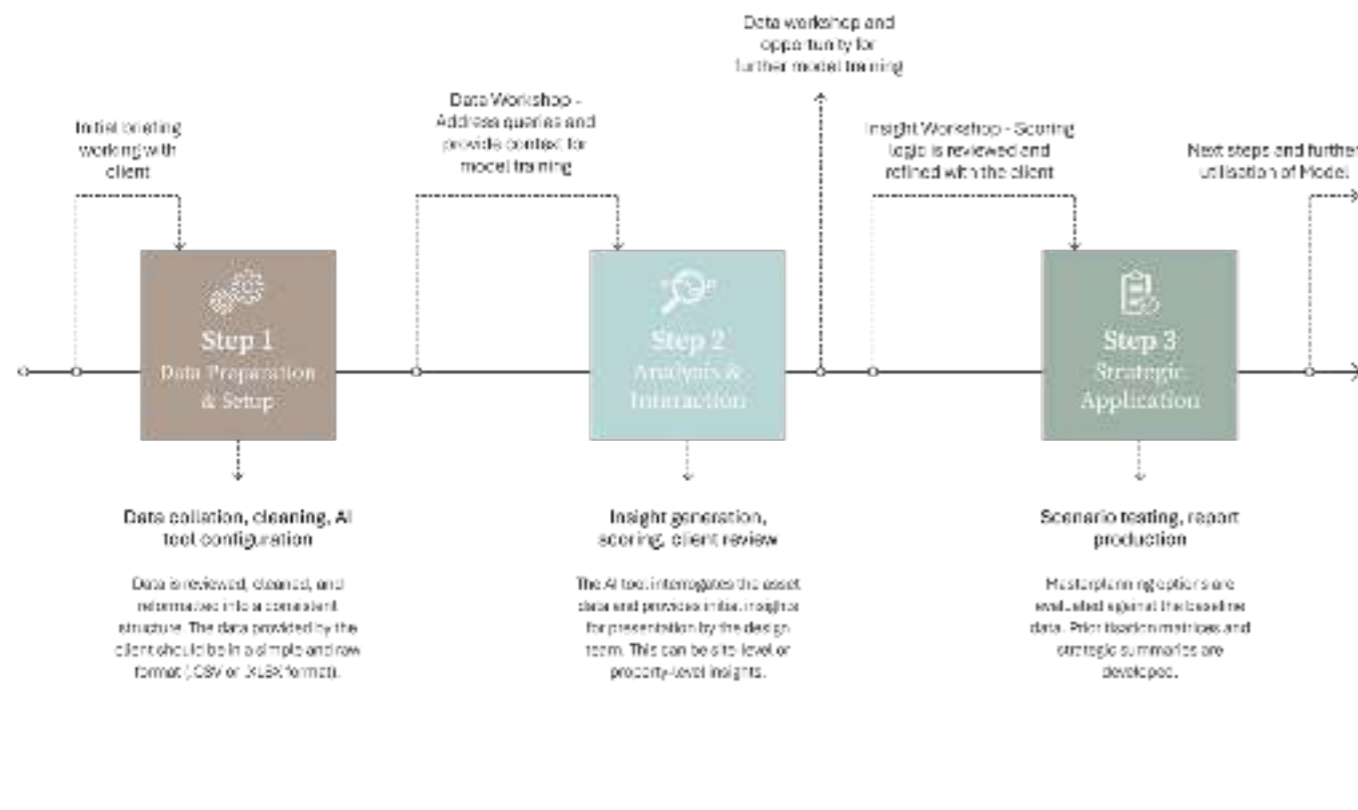 Initial briefing
working with
client
Data Workshop -
Address queries and
provide context for
model training
Data workshop and
opportunity for
further model training
Insight Workshop - Scoring
logic is reviewed and
refined with the client
Next steps and further
utilisation of Model
Step 1
Data Preparation
& Setup
Step 2
Analysis &
Interaction
Step 3
Strategic
Application
Data collation, cleaning, AI
tool configuration
Data is reviewed, cleaned, and
reformatted into a consistent
structure. The data provided by the
client should be in a simple and raw
format (.CSV or .XLSX format).
Insight generation,
scoring, client review
The AI tool interrogates the asset
data and provides initial insights
for presentation by the design
team. This can be site-level or
property-level insights.
Scenario testing, report
production
Masterplanning options are
evaluated against the baseline
data. Prioritisation matrices and
strategic summaries are
developed.